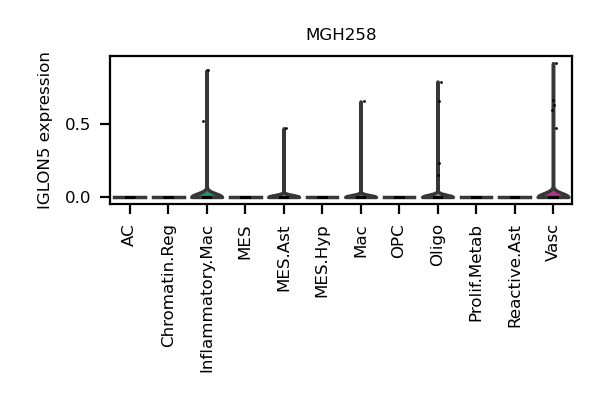 MGH258
IGLON5 expression
0.5
0.0
AC
Chromatin.Reg
Inflammatory.Mac
MES
MES.Ast
MES.Hyp
Mac
OPC
Oligo
Prolif.Metab
Reactive.Ast
Vasc